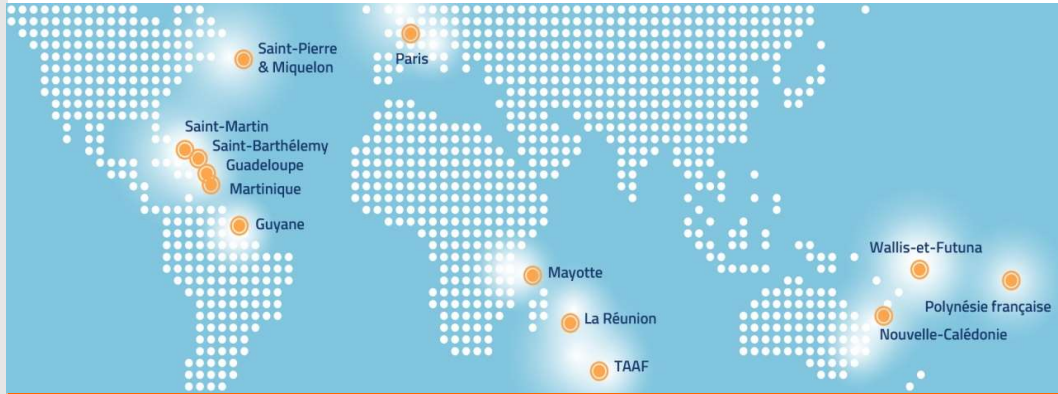 Saint-Pierre
& Miquelon
Paris
Saint-Martin
Saint-Barthélemy
Guadeloupe
Martinique
Guyane
Mayotte
La Réunion
TAAF
Wallis-et-Futuna
Polynésie française
Nouvelle-Calédonie